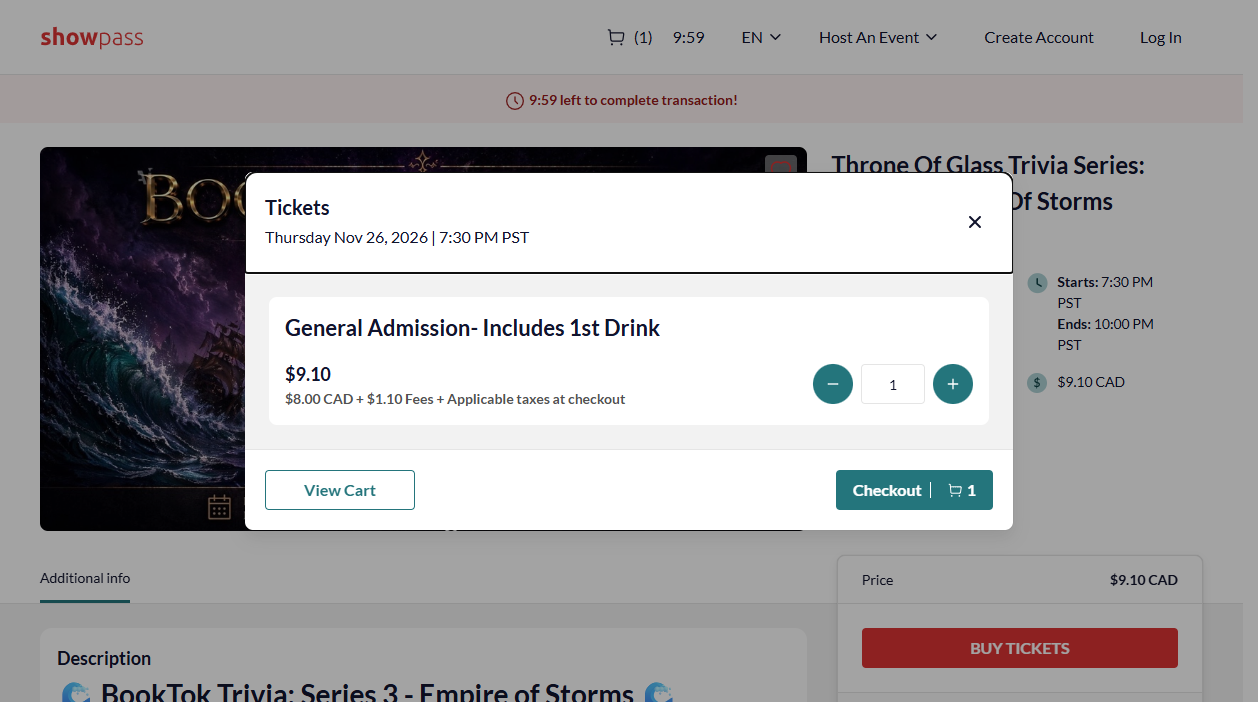 showpass
(1)
9:59
EN
Host An Event
Create Account
Log In
9:59 left to complete transaction!
Throne Of Glass Trivia Series:
Of Storms
Tickets
Thursday Nov 26, 2026 | 7:30 PM PST
Starts: 7:30 PM
PST
Ends: 10:00 PM
PST
$9.10 CAD
General Admission- Includes 1st Drink
$9.10
$8.00 CAD + $1.10 Fees + Applicable taxes at checkout
1
View Cart
Checkout
1
Additional info
Price
$9.10 CAD
BUY TICKETS
Description
BookTok Trivia: Series 3 - Empire of Storms